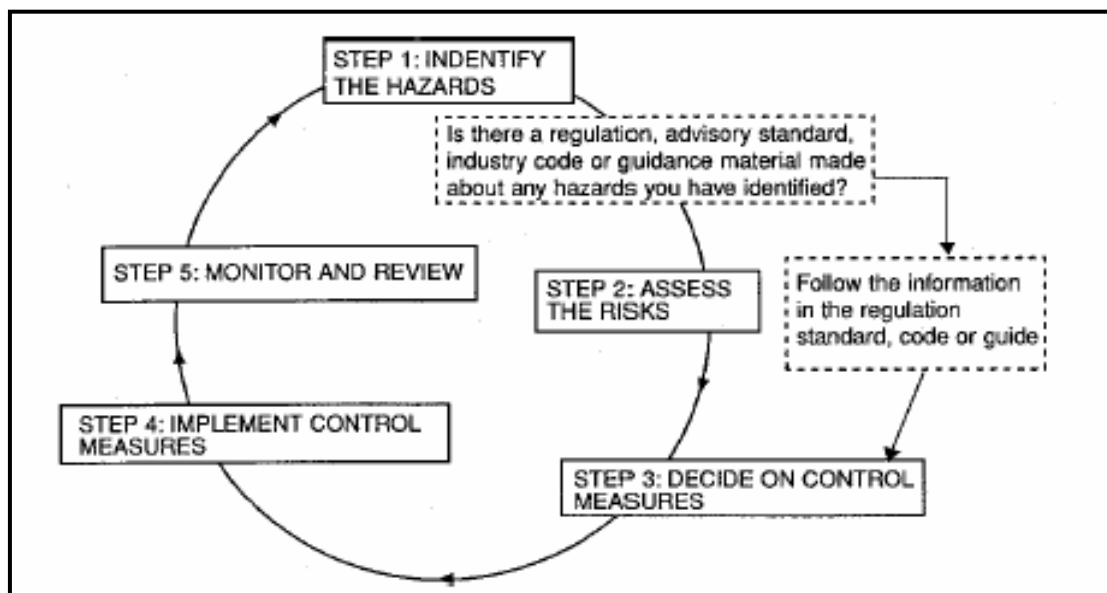 STEP 1: INDENTIFY
THE HAZARDS
Is there a regulation, advisory standard,
industry code or guidance material made
about any hazards you have identified?
STEP 2: ASSESS
THE RISKS
Follow the information
in the regulation
standard, code or guide
STEP 3: DECIDE ON CONTROL
MEASURES
STEP 4: IMPLEMENT CONTROL
MEASURES
STEP 5: MONITOR AND REVIEW